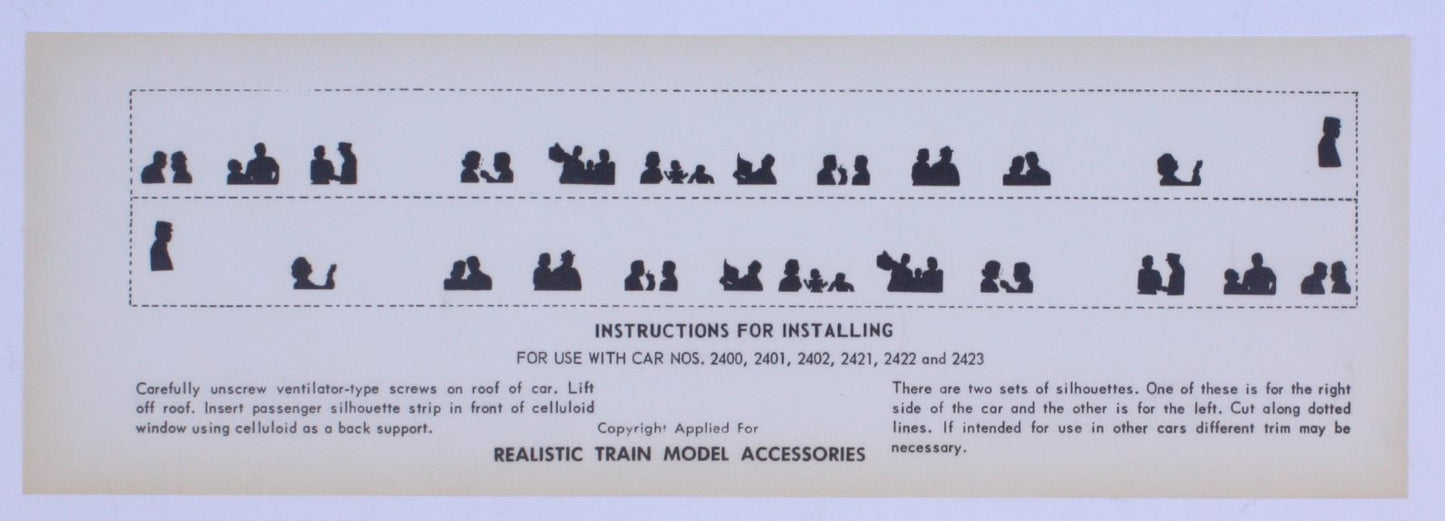 INSTRUCTIONS FOR INSTALLING
FOR USE WITH CAR NOS. 2400, 2401, 2402, 2421, 2422 and 2423
Carefully unscrew ventilator-type screws on roof of car. Lift
off roof. Insert passenger silhouette strip in front of celluloid
window using celluloid as a back support.
Copyright Applied For
REALISTIC TRAIN MODEL ACCESSORIES
There are two sets of silhouettes. One of these is for the right
side of the car and the other is for the left. Cut along dotted
lines. If intended for use in other cars different trim may be
necessary.